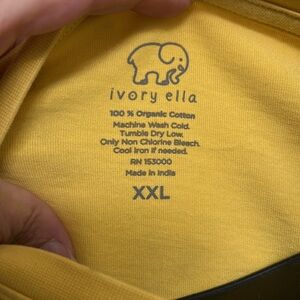 ivory ella
100 % Organic Cotton
Machine Wash Cold.
Tumble Dry Low.
Only Non Chlorine Bleach.
Cool iron if needed.
RN 153000
Made in India
XXL